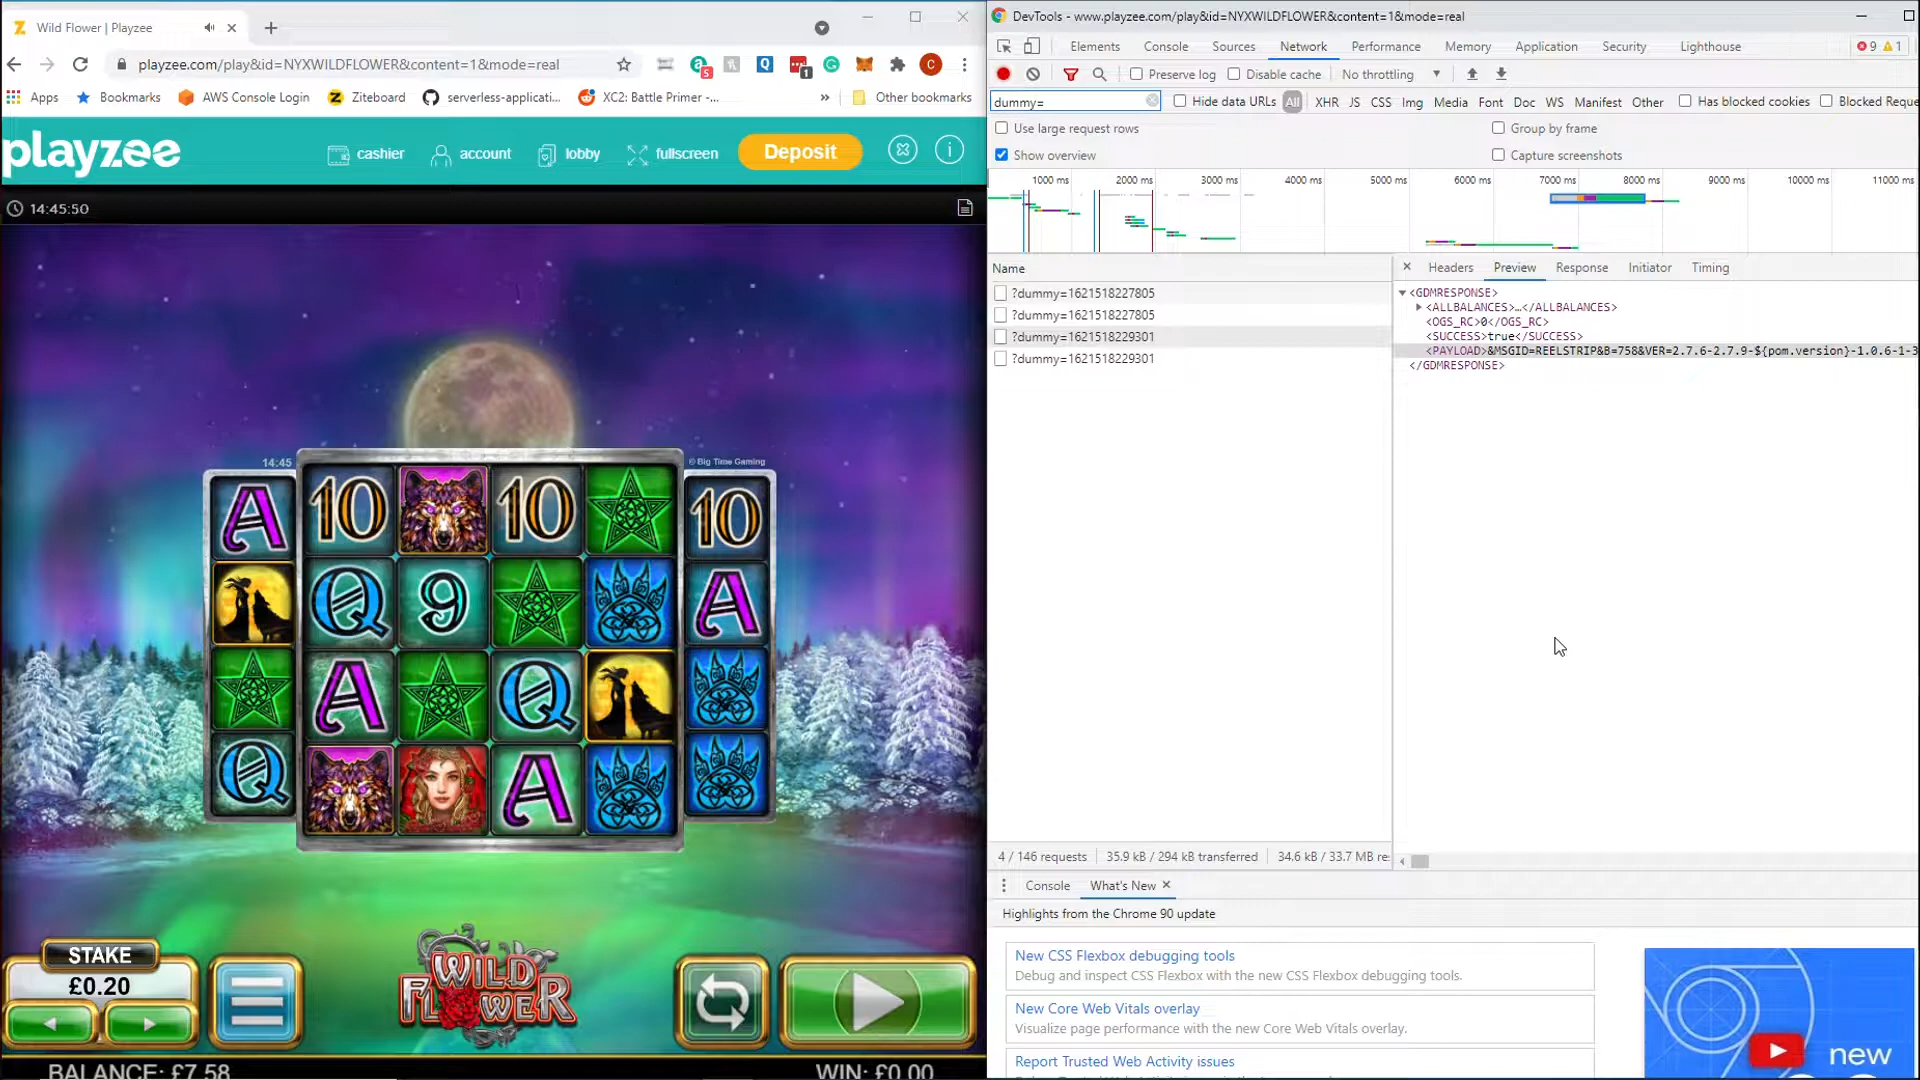 Wild Flower | Playzee
playzee.com/play&id=NYXWILDFLOWER&content=1&mode=real
5
1
C
Apps
Bookmarks
AWS Console Login
Ziteboard
serverless-applicati...
XC2: Battle Primer -...
»
Other bookmarks
playzee
cashier
account
lobby
fullscreen
Deposit
14:45:50
14:45
© Big Time Gaming
A
10
10
10
Q
9
A
A
Q
Q
A
STAKE
£0.20
WILD
FLOWER
BALANCE: £7.58
WIN: £0.00
DevTools - www.playzee.com/play&id=NYXWILDFLOWER&content=1&mode=real
Elements
Console
Sources
Network
Performance
Memory
Application
Security
Lighthouse
9
1
Preserve log
Disable cache
No throttling
dummy=
Hide data URLs
All
XHR
JS
CSS
Img
Media
Font
Doc
WS
Manifest
Other
Has blocked cookies
Blocked Reque
Use large request rows
Group by frame
Show overview
Capture screenshots
1000 ms
2000 ms
3000 ms
4000 ms
5000 ms
6000 ms
7000 ms
8000 ms
9000 ms
10000 ms
11000 ms
Name
?dummy=1621518227805
?dummy=1621518227805
?dummy=1621518229301
?dummy=1621518229301
Headers
Preview
Response
Initiator
Timing
<GDMRESPONSE>
<ALLBALANCES>…</ALLBALANCES>
<OGS_RC>0</OGS_RC>
<SUCCESS>true</SUCCESS>
<PAYLOAD>&MSGID=REELSTRIP&B=758&VER=2.7.6-2.7.9-${pom.version}-1.0.6-1-3
</GDMRESPONSE>
4 / 146 requests
35.9 kB / 294 kB transferred
34.6 kB / 33.7 MB re
Console
What's New
Highlights from the Chrome 90 update
New CSS Flexbox debugging tools
Debug and inspect CSS Flexbox with the new CSS Flexbox debugging tools.
New Core Web Vitals overlay
Visualize page performance with the new Core Web Vitals overlay.
Report Trusted Web Activity issues
new